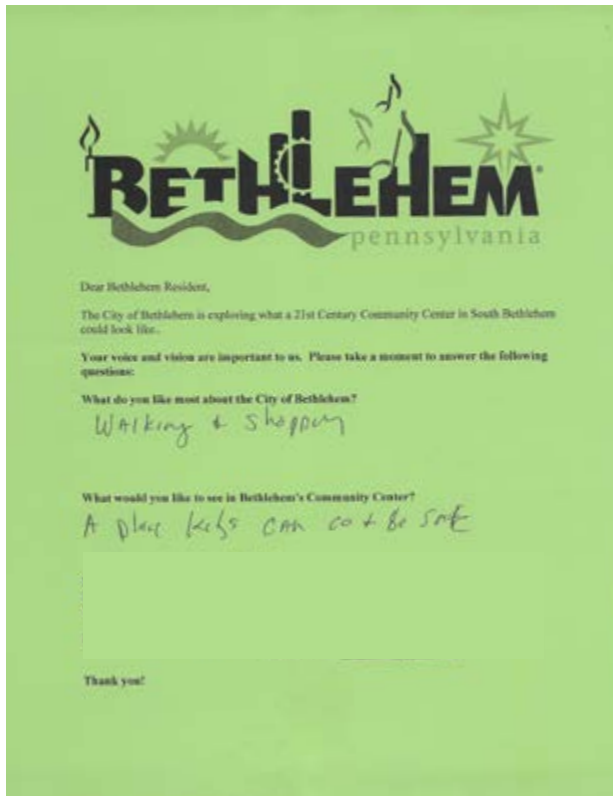 BETHLEHEM
pennsylvania
Dear Bethlehem Resident,
The City of Bethlehem is exploring what a 21st Century Community Center in South Bethlehem
could look like..
Your voice and vision are important to us. Please take a moment to answer the following
questions:
What do you like most about the City of Bethlehem?
Walking + Shopping
What would you like to see in Bethlehem's Community Center?
A place kids can go + Be safe
Thank you!